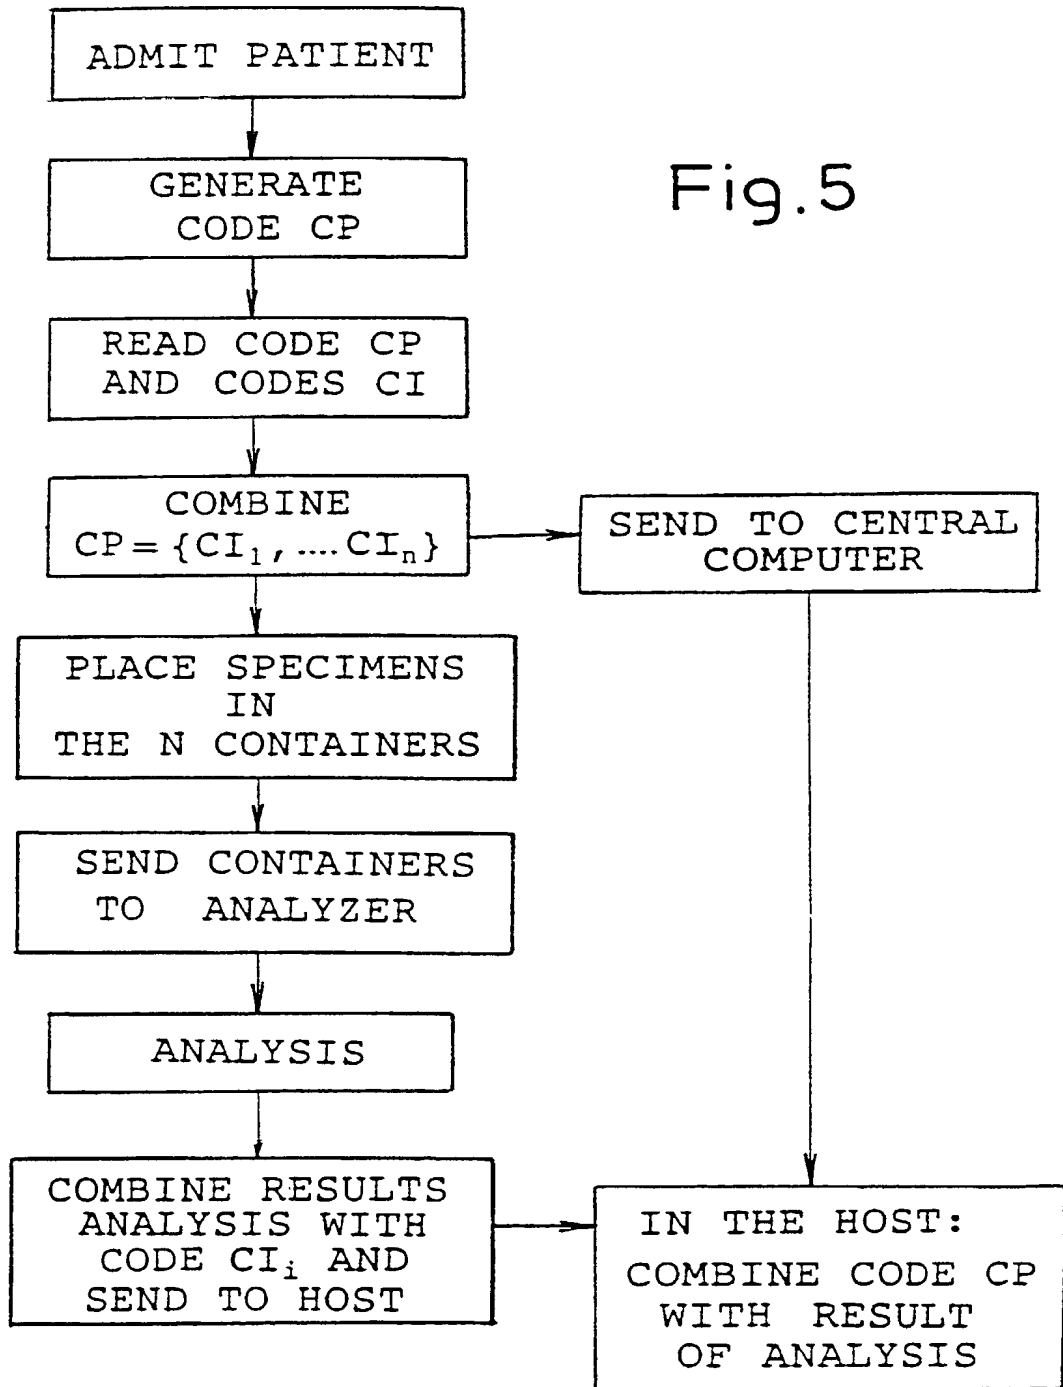 ADMIT PATIENT
Fig.5
GENERATE
CODE CP
READ CODE CP
AND CODES CI
COMBINE
CP={CI₁,....CIₙ}
SEND TO CENTRAL
COMPUTER
PLACE SPECIMENS
IN
THE N CONTAINERS
SEND CONTAINERS
TO ANALYZER
ANALYSIS
COMBINE RESULTS
ANALYSIS WITH
CODE CIᵢ AND
SEND TO HOST
IN THE HOST:
COMBINE CODE CP
WITH RESULT
OF ANALYSIS